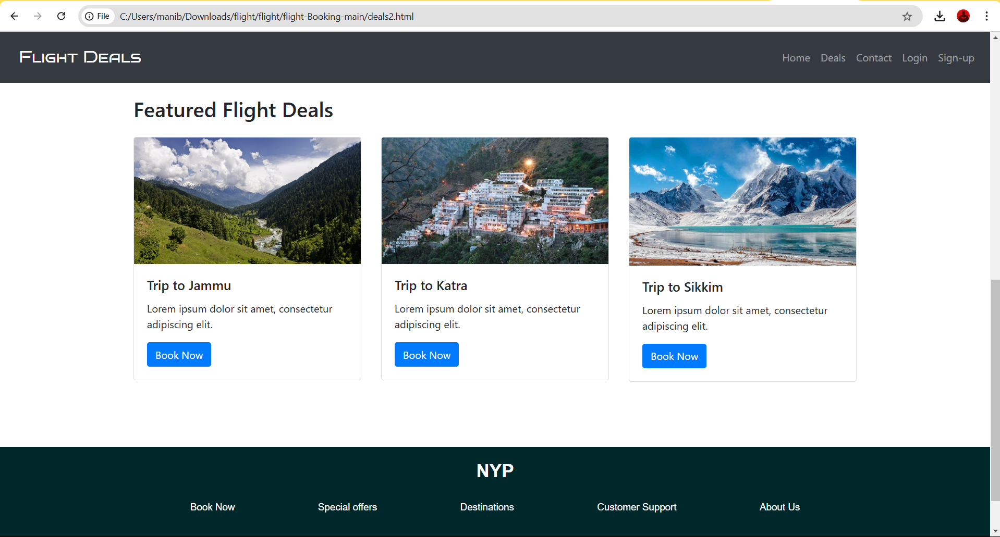 File C:/Users/manib/Downloads/flight/flight/flight-Booking-main/deals2.html
Flight Deals
Home Deals Contact Login Sign-up
Featured Flight Deals
Trip to Jammu
Lorem ipsum dolor sit amet, consectetur
adipiscing elit.
Book Now
Trip to Katra
Lorem ipsum dolor sit amet, consectetur
adipiscing elit.
Book Now
Trip to Sikkim
Lorem ipsum dolor sit amet, consectetur
adipiscing elit.
Book Now
NYP
Book Now Special offers Destinations Customer Support About Us